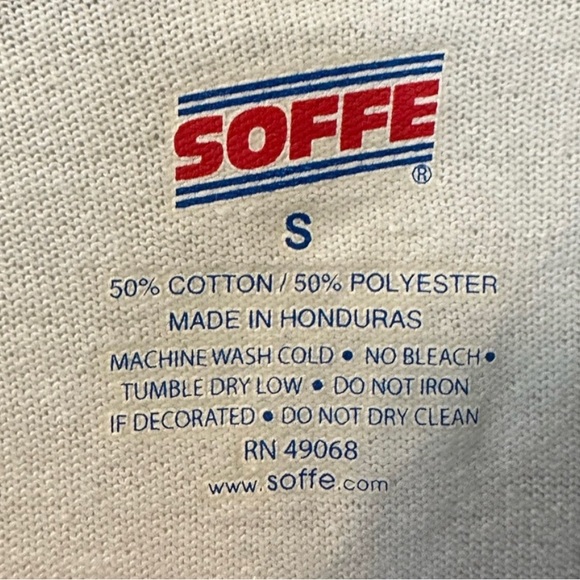 SOFFE®
S
50% COTTON / 50% POLYESTER
MADE IN HONDURAS
MACHINE WASH COLD • NO BLEACH •
TUMBLE DRY LOW • DO NOT IRON
IF DECORATED • DO NOT DRY CLEAN
RN 49068
www.soffe.com